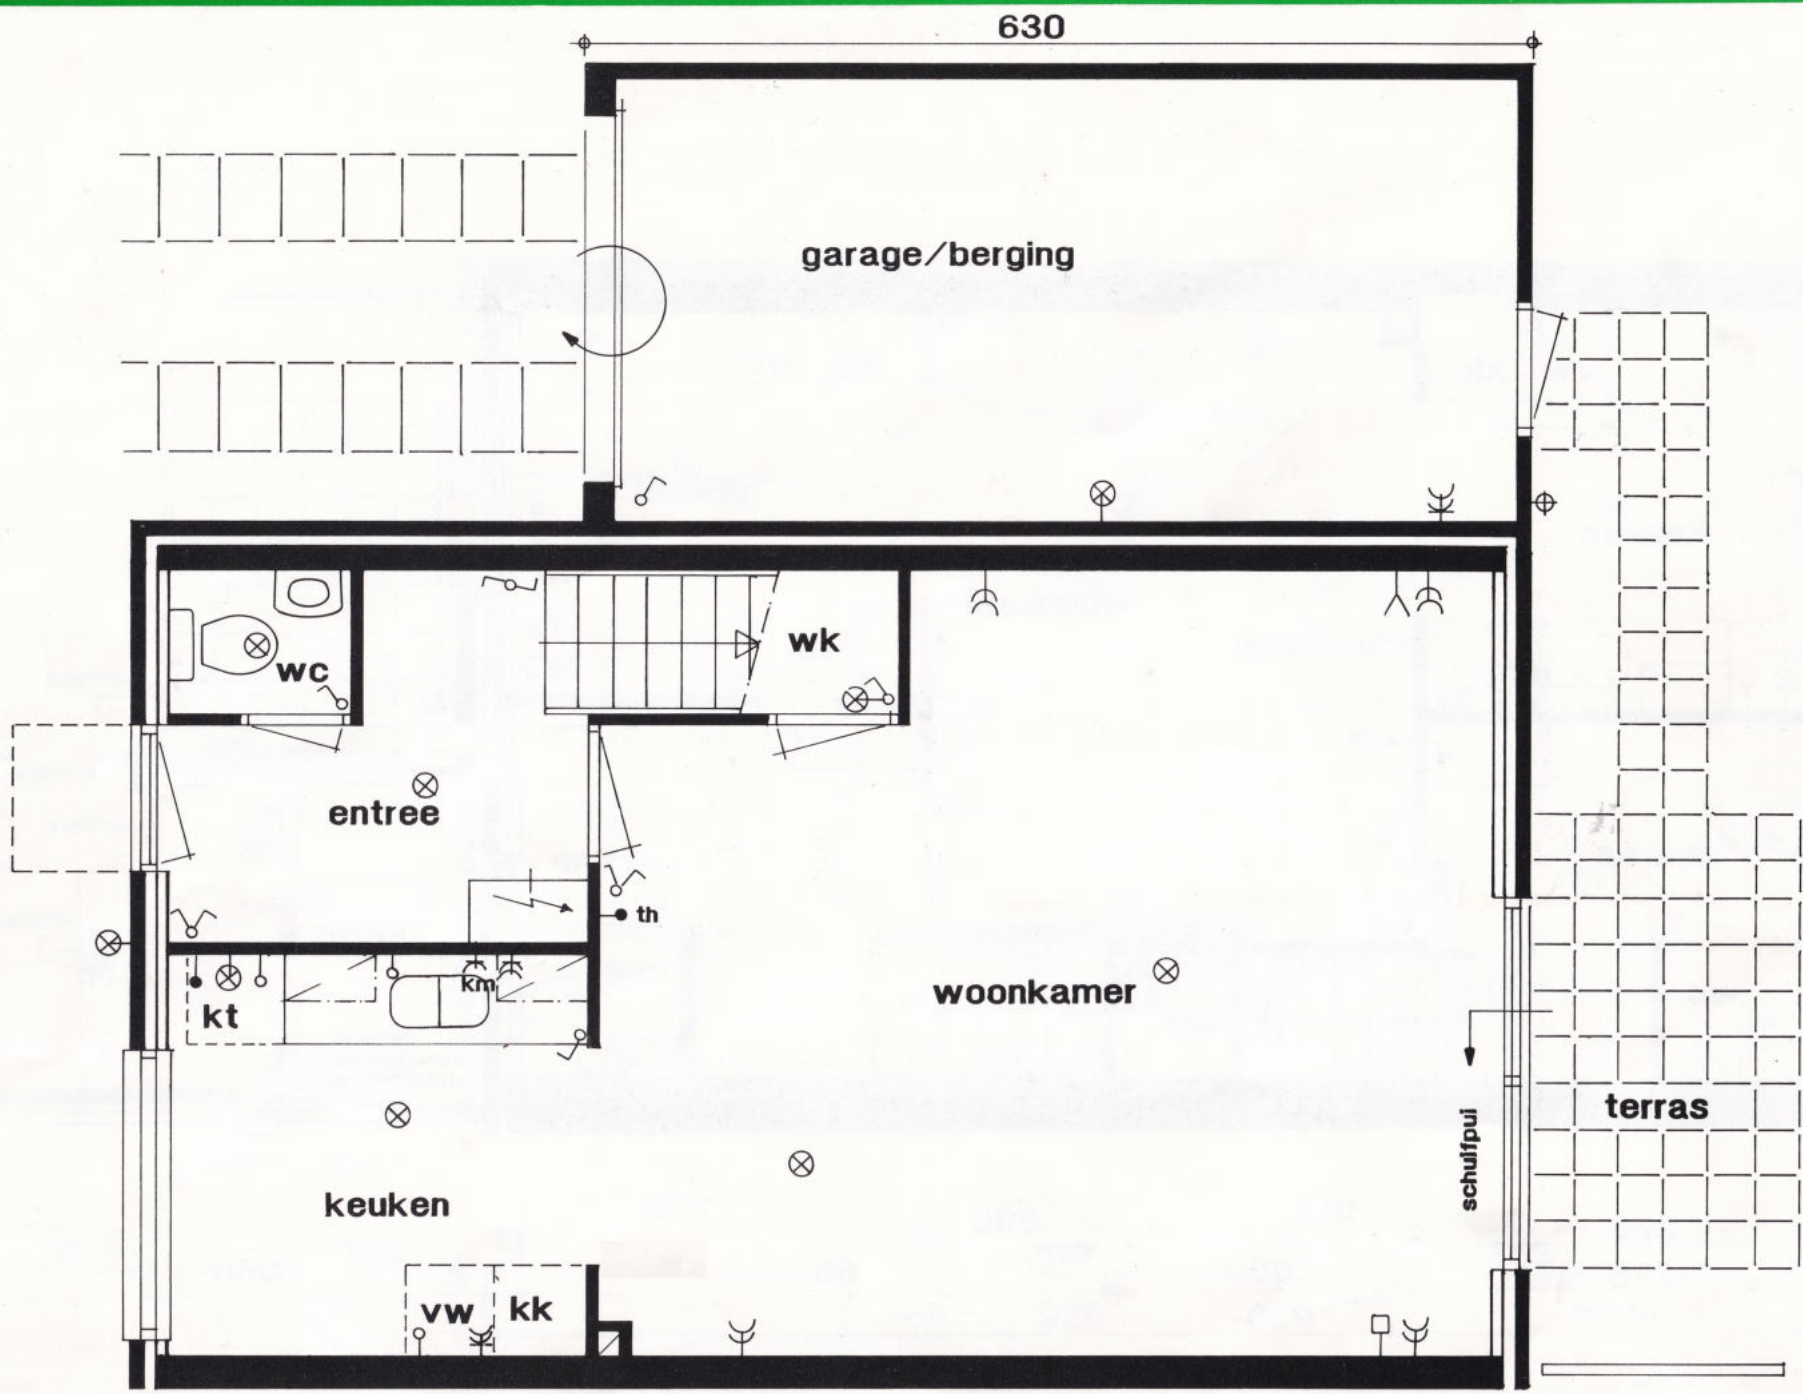 630
garage/berging
wk
wc
entree
th
km
kt
woonkamer
terras
schuifpui
keuken
vw
kk